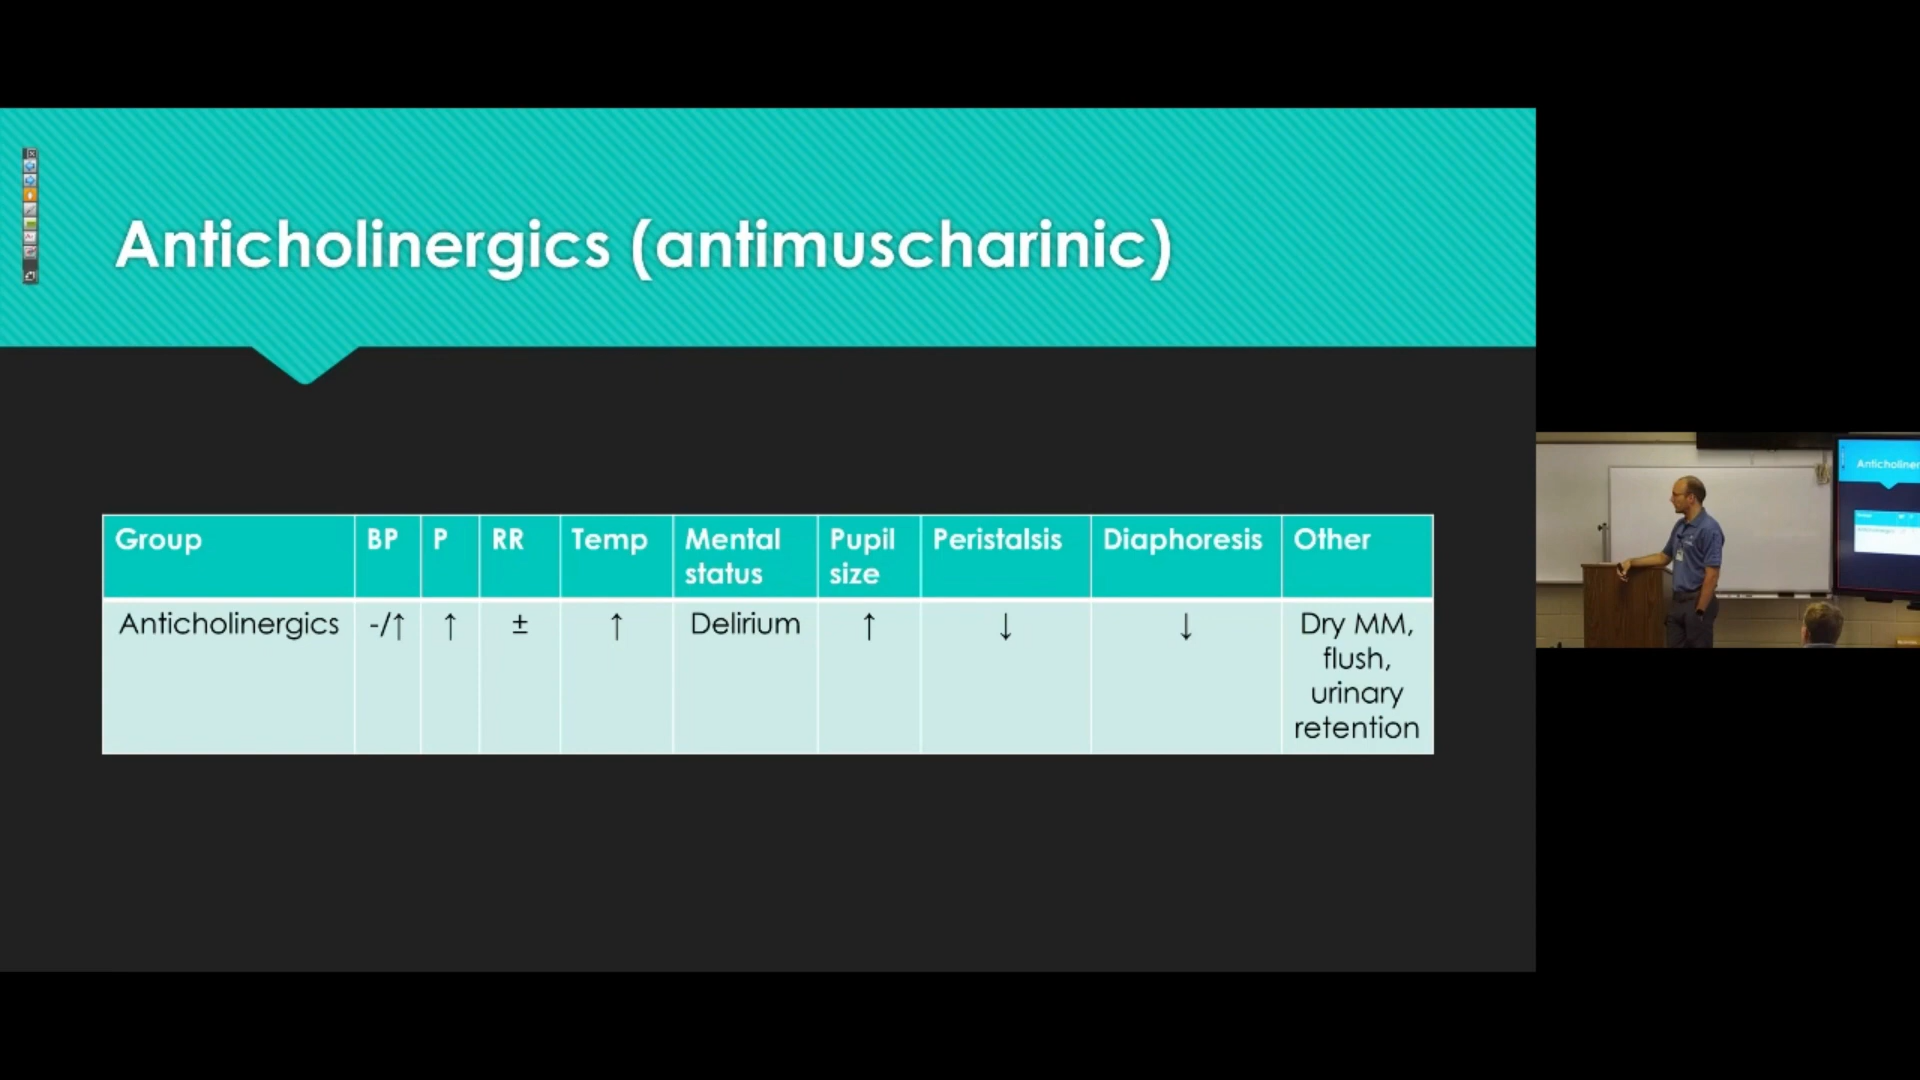 Anticholinergics (antimuscharinic)
Group BP P RR Temp Mental status Pupil size Peristalsis Diaphoresis Other
Anticholinergics -/↑ ↑ ± ↑ Delirium ↑ ↓ ↓ Dry MM,
flush,
urinary
retention
Anticholiner